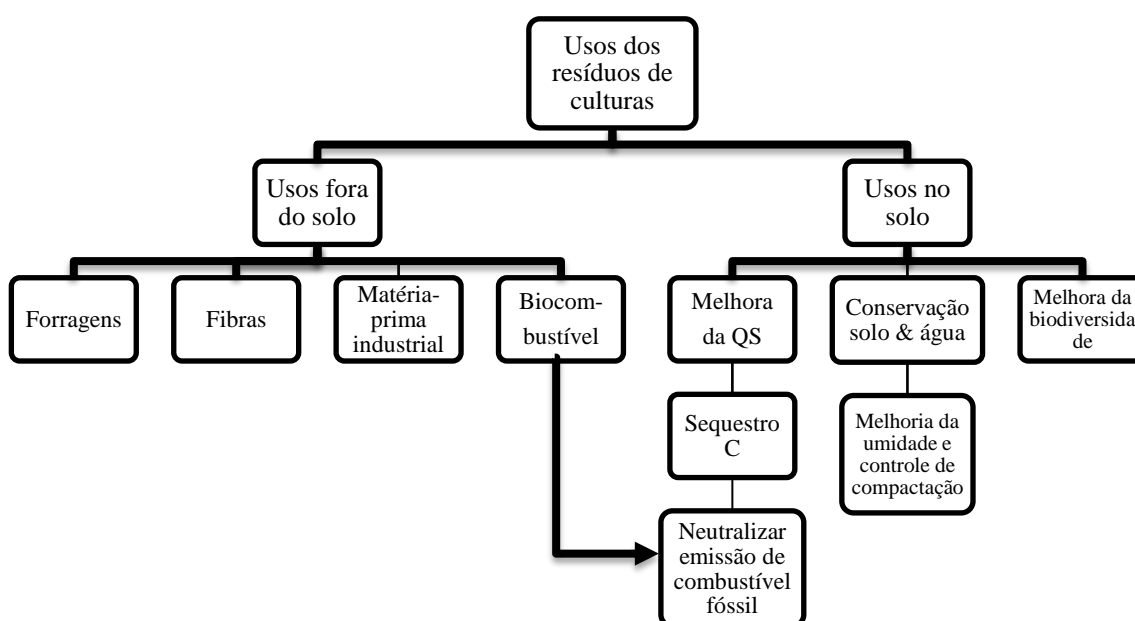 Usos dos
resíduos de
culturas
Usos fora
do solo
Usos no
solo
Forragens
Fibras
Matéria-
prima
industrial
Biocom-
bustível
Melhora
da QS
Conservação
solo & água
Melhora da
biodiversida
de
Sequestro
C
Melhoria da
umidade e
controle de
compactação
Neutralizar
emissão de
combustível
fóssil